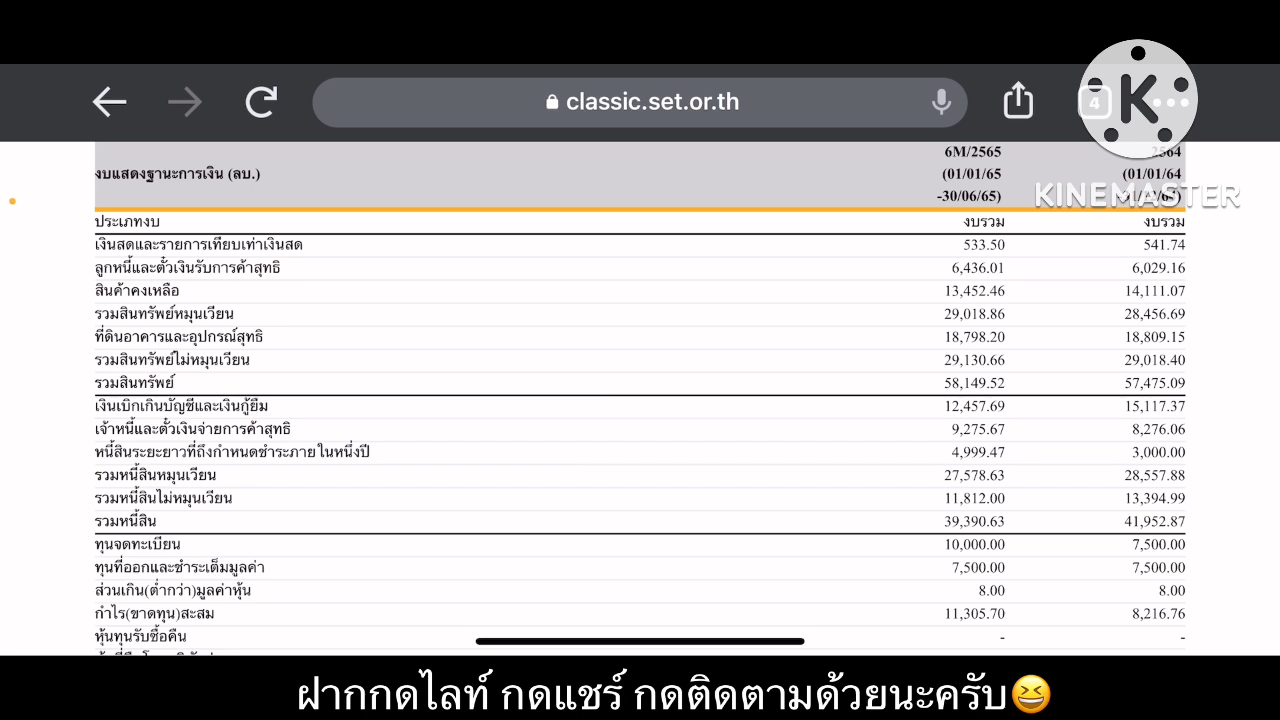 classic.set.or.th
4
K
KINEMASTER
งบแสดงฐานะการเงิน (ลบ.)
6M/2565 (01/01/65 -30/06/65)
2564 (01/01/64
ประเภทงบ งบรวม งบรวม
เงินสดและรายการเทียบเท่าเงินสด 533.50 541.74
ลูกหนี้และตั๋วเงินรับการค้าสุทธิ 6,436.01 6,029.16
สินค้าคงเหลือ 13,452.46 14,111.07
รวมสินทรัพย์หมุนเวียน 29,018.86 28,456.69
ที่ดินอาคารและอุปกรณ์สุทธิ 18,798.20 18,809.15
รวมสินทรัพย์ไม่หมุนเวียน 29,130.66 29,018.40
รวมสินทรัพย์ 58,149.52 57,475.09
เงินเบิกเกินบัญชีและเงินกู้ยืม 12,457.69 15,117.37
เจ้าหนี้และตั๋วเงินจ่ายการค้าสุทธิ 9,275.67 8,276.06
หนี้สินระยะยาวที่ถึงกำหนดชำระภายในหนึ่งปี 4,999.47 3,000.00
รวมหนี้สินหมุนเวียน 27,578.63 28,557.88
รวมหนี้สินไม่หมุนเวียน 11,812.00 13,394.99
รวมหนี้สิน 39,390.63 41,952.87
ทุนจดทะเบียน 10,000.00 7,500.00
ทุนที่ออกและชำระเต็มมูลค่า 7,500.00 7,500.00
ส่วนเกิน(ต่ำกว่า)มูลค่าหุ้น 8.00 8.00
กำไร(ขาดทุน)สะสม 11,305.70 8,216.76
หุ้นทุนรับซื้อคืน - -
ฝากกดไลท์ กดแชร์ กดติดตามด้วยนะครับ😆